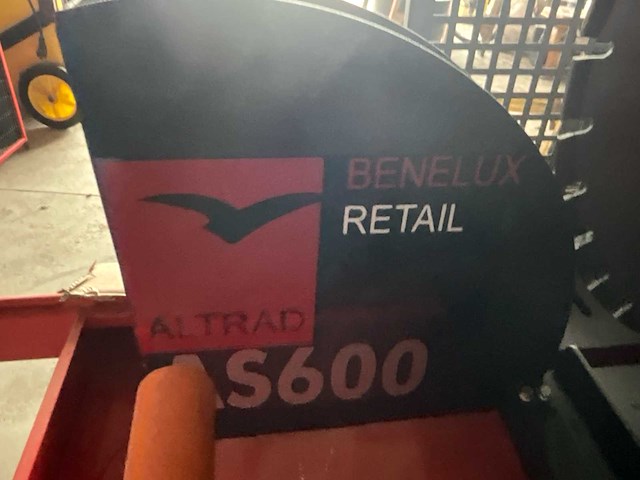 BENELUX
RETAIL
ALTRAD
AS600